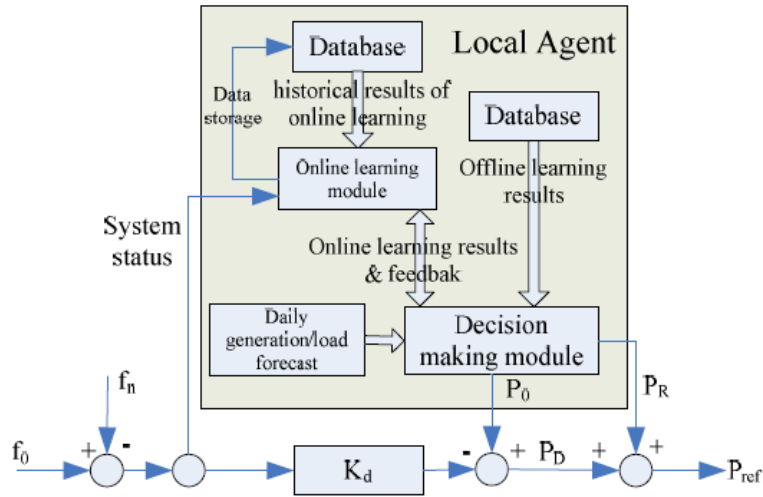 Database
Local Agent
Data
storage
historical results of
online learning
Database
Online learning
module
Offline learning
results
System
status
Online learning results
& feedbak
Daily
generation/load
forecast
Decision
making module
fn
P0
PR
f0
+
-
Kd
-
+
PD
+
+
Pref